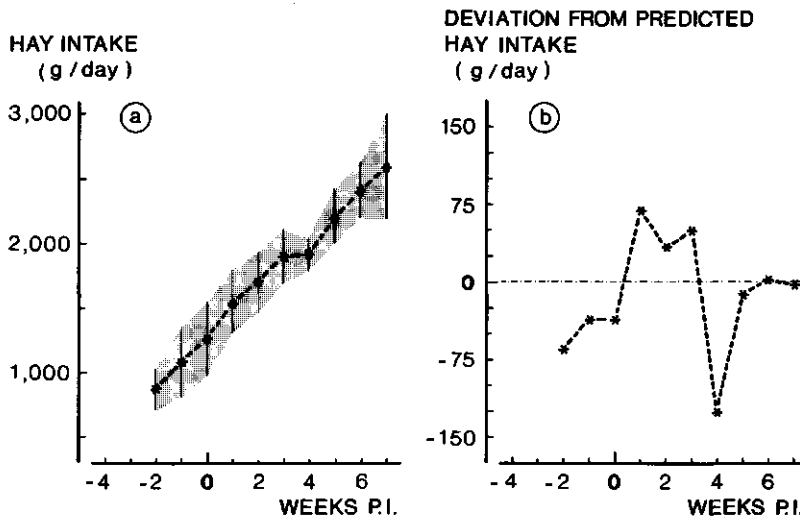 HAY INTAKE
( g / day )
3,000
2,000
1,000
a
-4 -2 0 2 4 6
WEEKS P.I.
DEVIATION FROM PREDICTED
HAY INTAKE
( g / day )
150
75
0
-75
-150
b
-4 -2 0 2 4 6
WEEKS P.I.